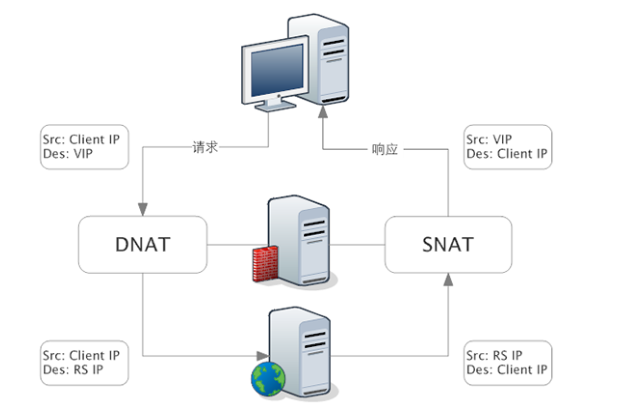 Src: Client IP
Des: VIP
请求
响应
Src: VIP
Des: Client IP
DNAT
SNAT
Src: Client IP
Des: RS IP
Src: RS IP
Des: Client IP